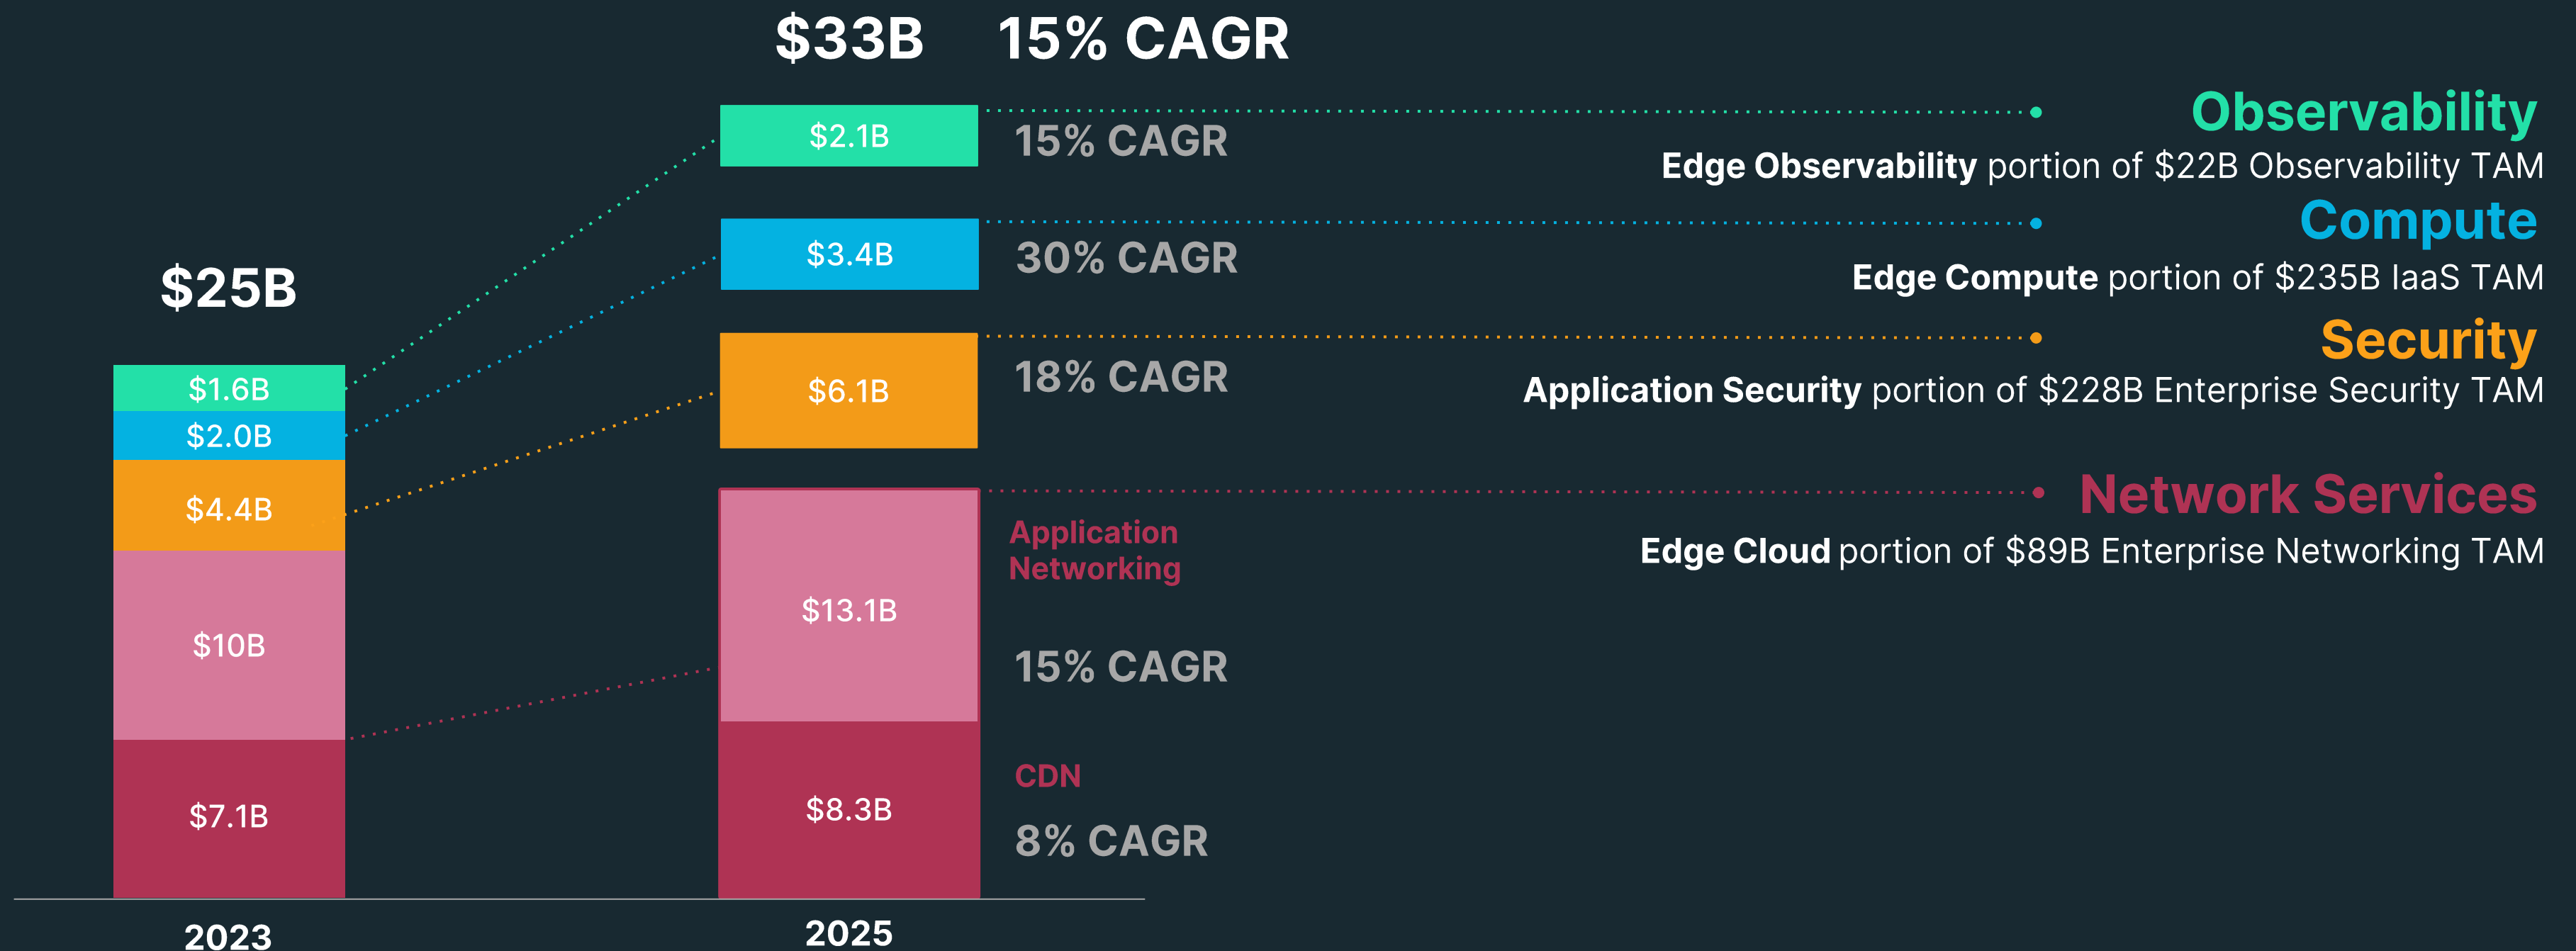 $33B
15% CAGR
$25B
$2.1B
15% CAGR
Observability
Edge Observability portion of $22B Observability TAM
$3.4B
30% CAGR
Compute
Edge Compute portion of $235B IaaS TAM
$6.1B
18% CAGR
Security
Application Security portion of $228B Enterprise Security TAM
$1.6B
$2.0B
$4.4B
$10B
$7.1B
Application
Networking
$13.1B
15% CAGR
CDN
$8.3B
8% CAGR
Network Services
Edge Cloud portion of $89B Enterprise Networking TAM
2023
2025